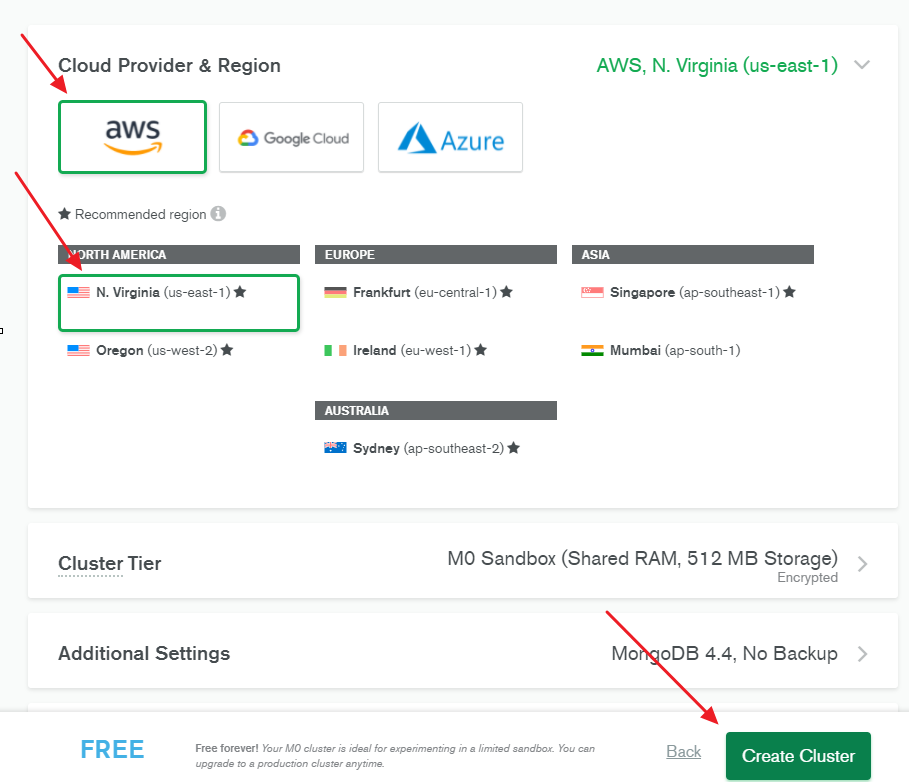 Cloud Provider & Region
AWS, N. Virginia (us-east-1)
aws
Google Cloud
Azure
★ Recommended region i
NORTH AMERICA
N. Virginia (us-east-1) ★
Oregon (us-west-2) ★
EUROPE
Frankfurt (eu-central-1) ★
Ireland (eu-west-1) ★
AUSTRALIA
Sydney (ap-southeast-2) ★
ASIA
Singapore (ap-southeast-1) ★
Mumbai (ap-south-1)
Cluster Tier
M0 Sandbox (Shared RAM, 512 MB Storage)
Encrypted
Additional Settings
MongoDB 4.4, No Backup
FREE
Free forever! Your M0 cluster is ideal for experimenting in a limited sandbox. You can
upgrade to a production cluster anytime.
Back
Create Cluster